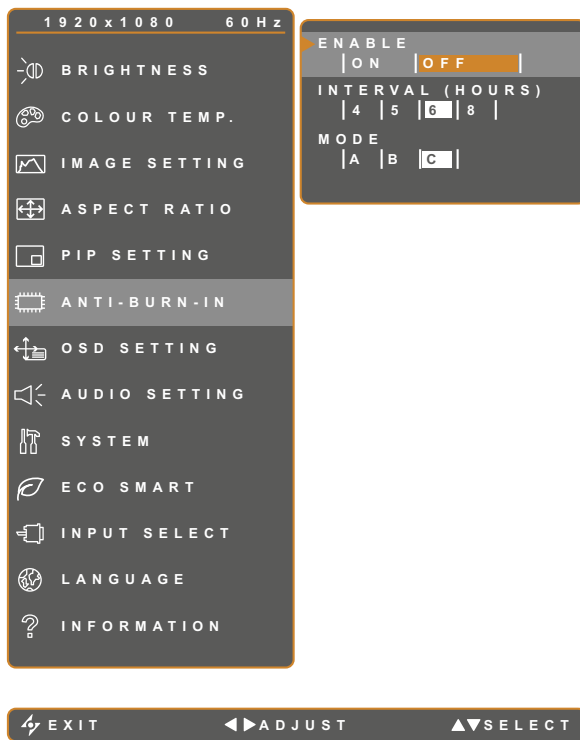 1920x1080 60Hz
BRIGHTNESS
COLOUR TEMP.
IMAGE SETTING
ASPECT RATIO
PIP SETTING
ANTI-BURN-IN
OSD SETTING
AUDIO SETTING
SYSTEM
ECO SMART
INPUT SELECT
LANGUAGE
INFORMATION
ENABLE
ON OFF
INTERVAL (HOURS)
4 5 6 8
MODE
A B C
EXIT ADJUST SELECT